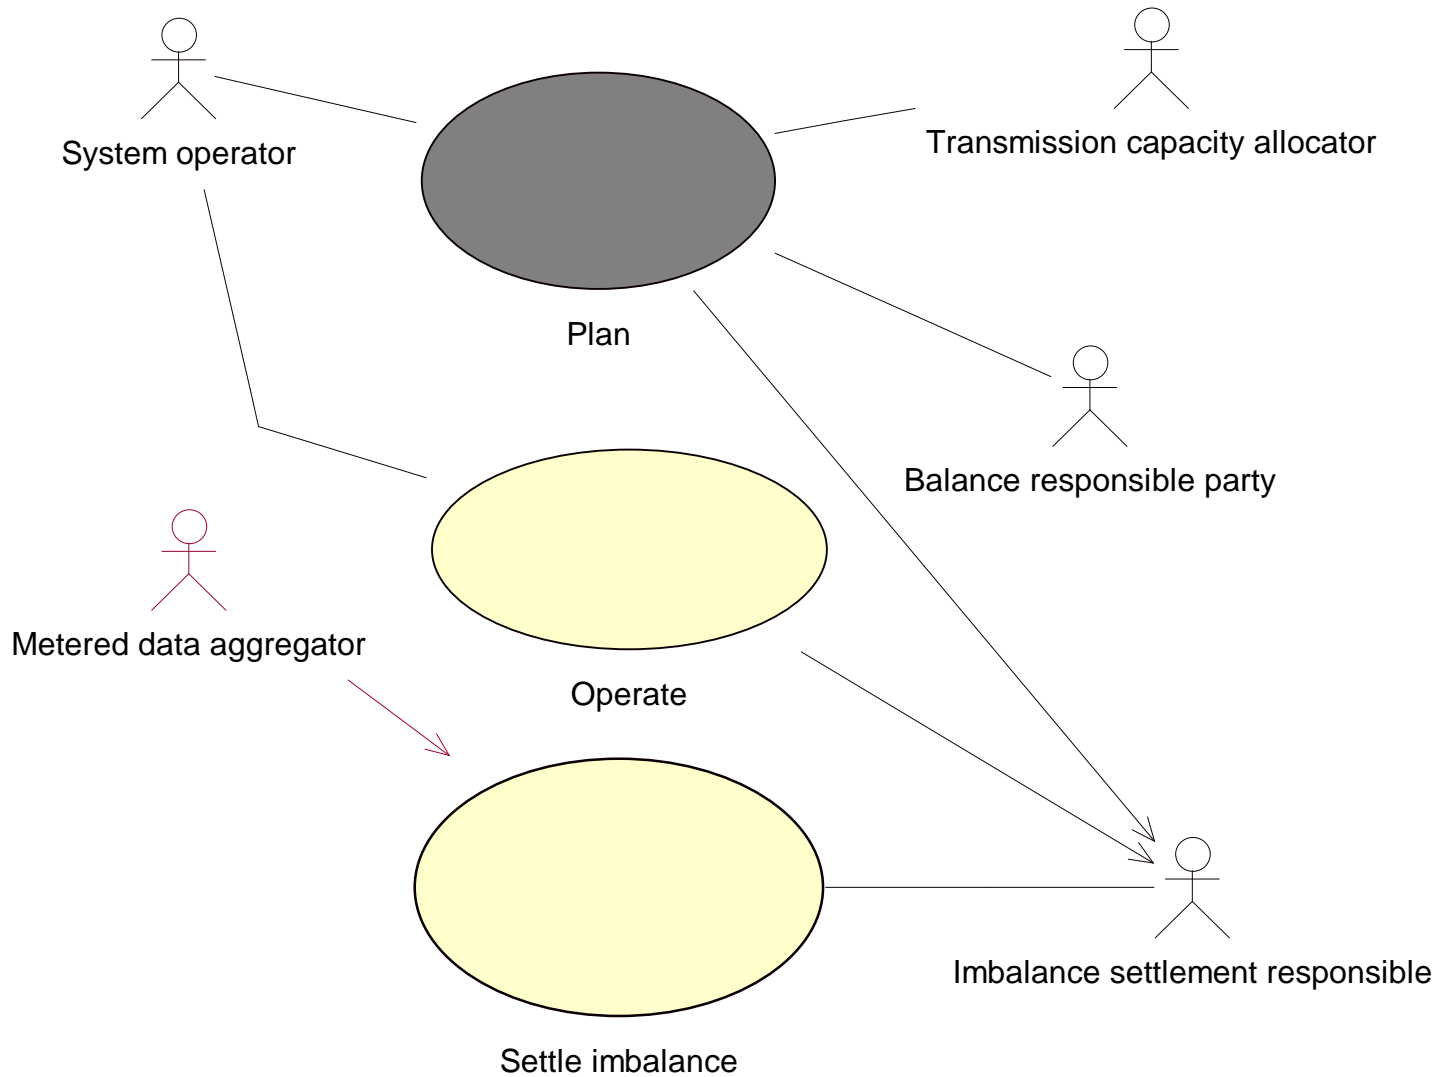 Transmission capacity allocator
System operator
Plan
Balance responsible party
Metered data aggregator
Operate
Imbalance settlement responsible
Settle imbalance